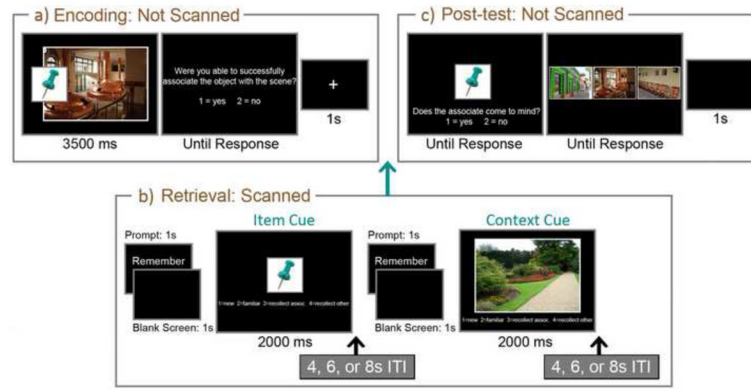 a) Encoding: Not Scanned
Were you able to successfully
associate the object with the scene?
1 = yes 2 = no
+
3500 ms
Until Response
1s
c) Post-test: Not Scanned
Does the associate come to mind?
1 = yes 2 = no
Until Response
Until Response
1s
b) Retrieval: Scanned
Item Cue
Prompt: 1s
Remember
Blank Screen: 1s
1=new 2=familiar 3=recollect assoc. 4=recollect other
2000 ms
4, 6, or 8s ITI
Context Cue
Prompt: 1s
Remember
Blank Screen: 1s
1=new 2=familiar 3=recollect assoc. 4=recollect other
2000 ms
4, 6, or 8s ITI